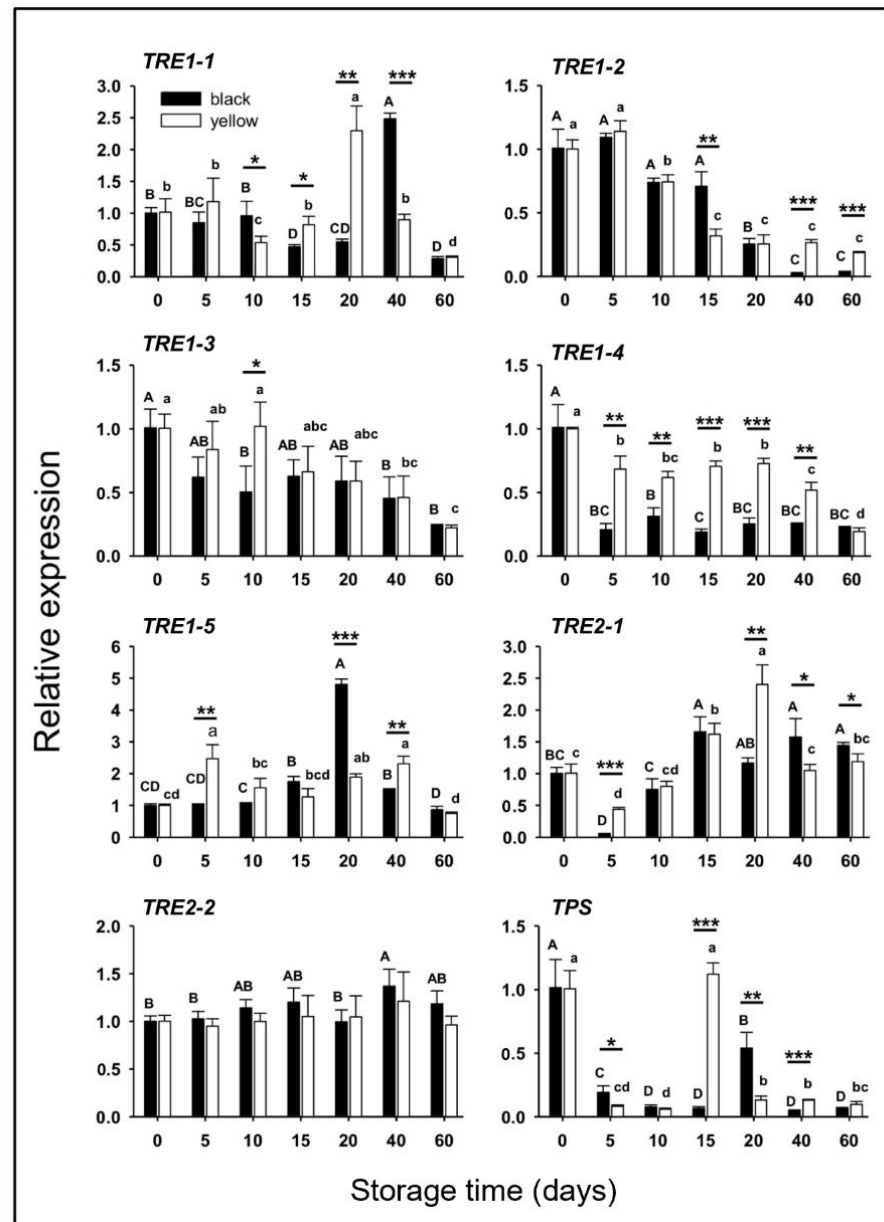 Relative expression
TRE1-1
black
yellow
3.0
2.5
2.0
1.5
1.0
0.5
0.0
B b BC b B * c D * b CD ** a A *** b D d
0 5 10 15 20 40 60
TRE1-2
1.5
1.0
0.5
0.0
A a A a A b A ** c B c C *** c C *** c
0 5 10 15 20 40 60
TRE1-3
1.5
1.0
0.5
0.0
A a AB ab B * a AB abc AB abc B bc B c
0 5 10 15 20 40 60
TRE1-4
1.5
1.0
0.5
0.0
A a BC ** b B ** bc C *** b BC *** b BC ** c BC d
0 5 10 15 20 40 60
TRE1-5
6
5
4
3
2
1
0
CD cd CD ** a C bc B bcd A *** ab B ** a D d
0 5 10 15 20 40 60
TRE2-1
3.0
2.5
2.0
1.5
1.0
0.5
0.0
BC c D *** d C cd A b AB ** a A * c A * bc
0 5 10 15 20 40 60
TRE2-2
2.0
1.5
1.0
0.5
0.0
B B AB AB B A AB
0 5 10 15 20 40 60
TPS
1.5
1.0
0.5
0.0
A a C * cd D d D *** a B ** b D *** b D bc
0 5 10 15 20 40 60
Storage time (days)